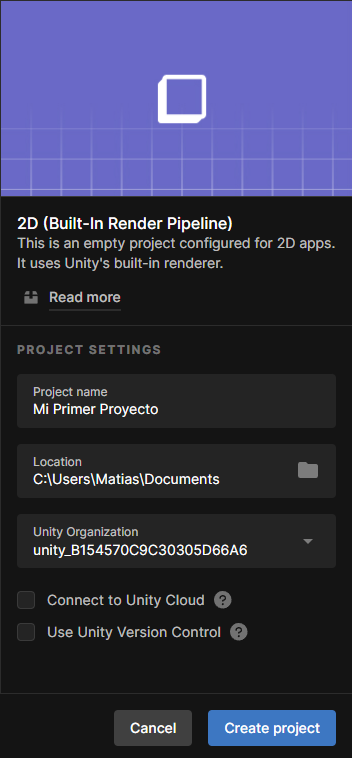 2D (Built-In Render Pipeline)
This is an empty project configured for 2D apps.
It uses Unity's built-in renderer.
Read more
PROJECT SETTINGS
Project name
Mi Primer Proyecto
Location
C:\Users\Matias\Documents
Unity Organization
unity_B154570C9C30305D66A6
Connect to Unity Cloud ?
Use Unity Version Control ?
Cancel Create project